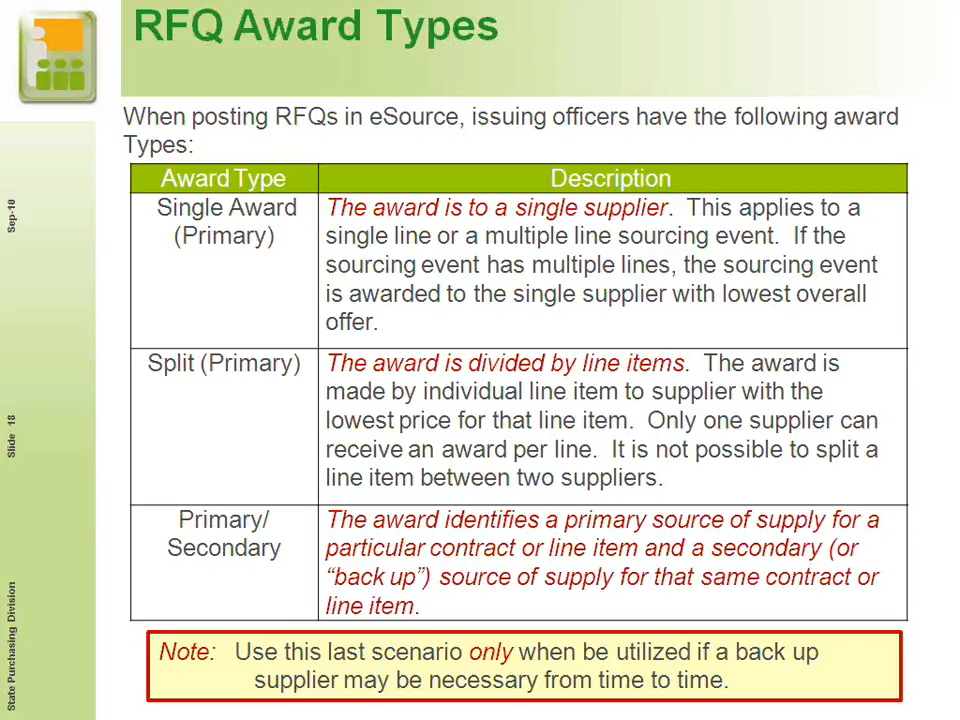 RFQ Award Types
When posting RFQs in eSource, issuing officers have the following award
Types:
Award Type
Description
Single Award
(Primary)
The award is to a single supplier. This applies to a
single line or a multiple line sourcing event. If the
sourcing event has multiple lines, the sourcing event
is awarded to the single supplier with lowest overall
offer.
Split (Primary)
The award is divided by line items. The award is
made by individual line item to supplier with the
lowest price for that line item. Only one supplier can
receive an award per line. It is not possible to split a
line item between two suppliers.
Primary/
Secondary
The award identifies a primary source of supply for a
particular contract or line item and a secondary (or
“back up”) source of supply for that same contract or
line item.
Note: Use this last scenario only when be utilized if a back up
supplier may be necessary from time to time.
Sep-10
Slide 18
State Purchasing Division